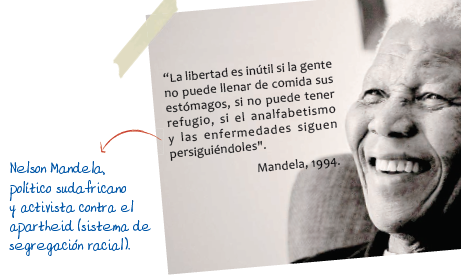 “La libertad es inútil si la gente
no puede llenar de comida sus
estómagos, si no puede tener
refugio, si el analfabetismo
y las enfermedades siguen
persiguiéndoles".
Mandela, 1994.
Nelson Mandela,
político sudafricano
y activista contra el
apartheid (sistema de
segregación racial).